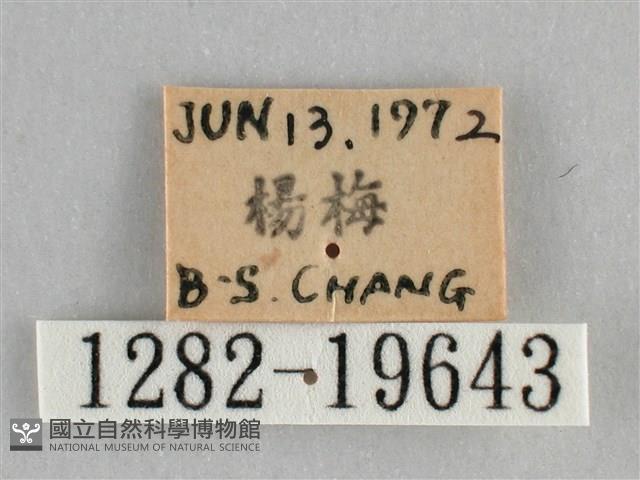 JUN 13. 1972
楊梅
B-S. CHANG
1282-19643
國立自然科學博物館
NATIONAL MUSEUM OF NATURAL SCIENCE